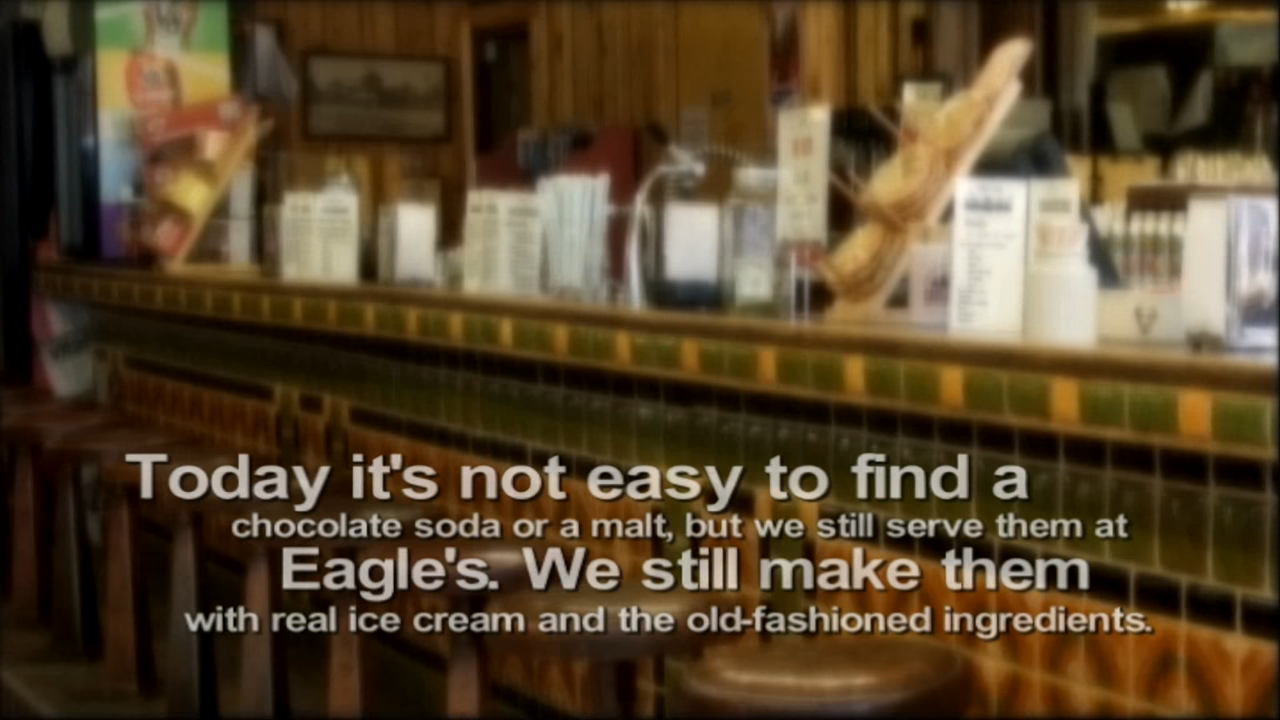 Today it's not easy to find a
chocolate soda or a malt, but we still serve them at
Eagle's. We still make them
with real ice cream and the old-fashioned ingredients.